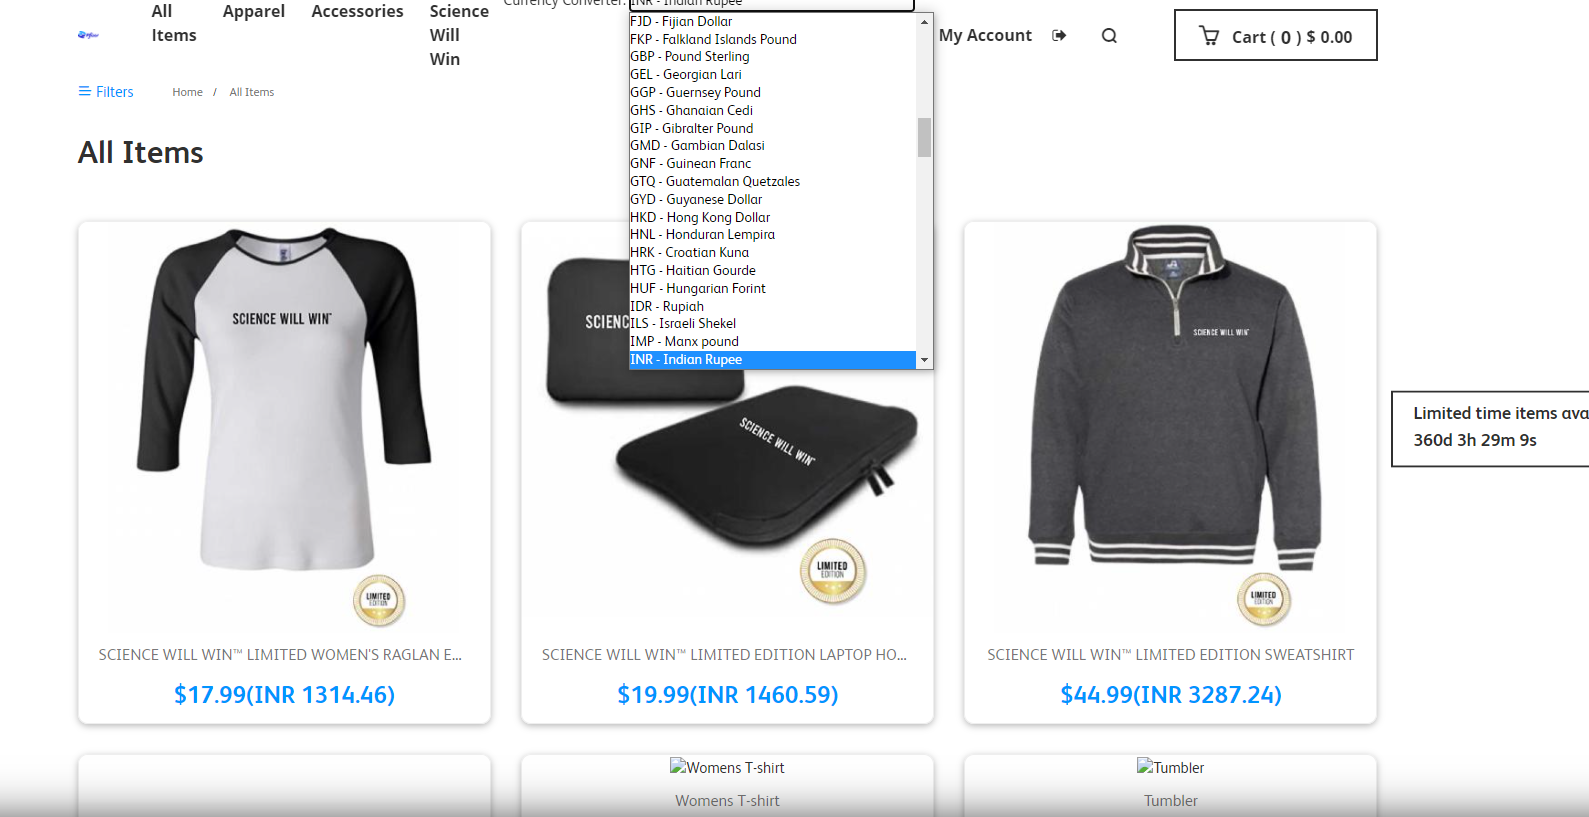 All Items
Apparel
Accessories
Science Will Win
Currency Converter:
INR - Indian Rupee
My Account
Cart ( 0 ) $ 0.00
FJD - Fijian Dollar
FKP - Falkland Islands Pound
GBP - Pound Sterling
GEL - Georgian Lari
GGP - Guernsey Pound
GHS - Ghanaian Cedi
GIP - Gibralter Pound
GMD - Gambian Dalasi
GNF - Guinean Franc
GTQ - Guatemalan Quetzales
GYD - Guyanese Dollar
HKD - Hong Kong Dollar
HNL - Honduran Lempira
HRK - Croatian Kuna
HTG - Haitian Gourde
HUF - Hungarian Forint
IDR - Rupiah
ILS - Israeli Shekel
IMP - Manx pound
INR - Indian Rupee
Filters
Home / All Items
All Items
SCIENCE WILL WIN™
LIMITED EDITION
SCIENCE WILL WIN™ LIMITED WOMEN'S RAGLAN E...
$17.99(INR 1314.46)
SCIENC
SCIENCE WILL WIN™
LIMITED EDITION
SCIENCE WILL WIN™ LIMITED EDITION LAPTOP HO...
$19.99(INR 1460.59)
SCIENCE WILL WIN™
LIMITED EDITION
SCIENCE WILL WIN™ LIMITED EDITION SWEATSHIRT
$44.99(INR 3287.24)
Limited time items ava
360d 3h 29m 9s
Womens T-shirt
Womens T-shirt
Tumbler
Tumbler